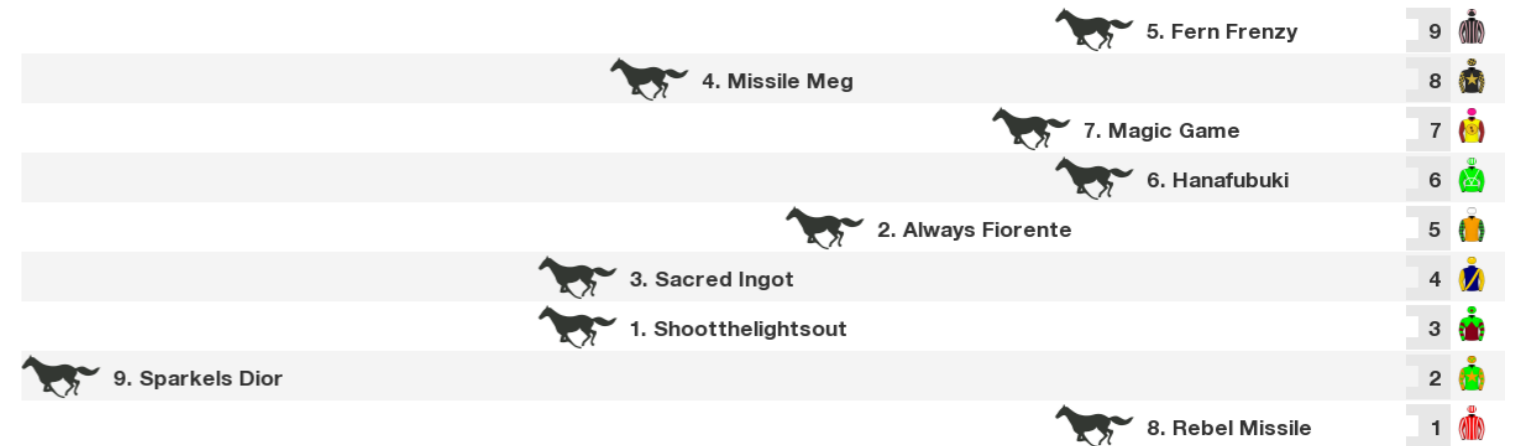 5. Fern Frenzy 9
4. Missile Meg 8
7. Magic Game 7
6. Hanafubuki 6
2. Always Fiorente 5
3. Sacred Ingot 4
1. Shootthelightsout 3
9. Sparkels Dior 2
8. Rebel Missile 1